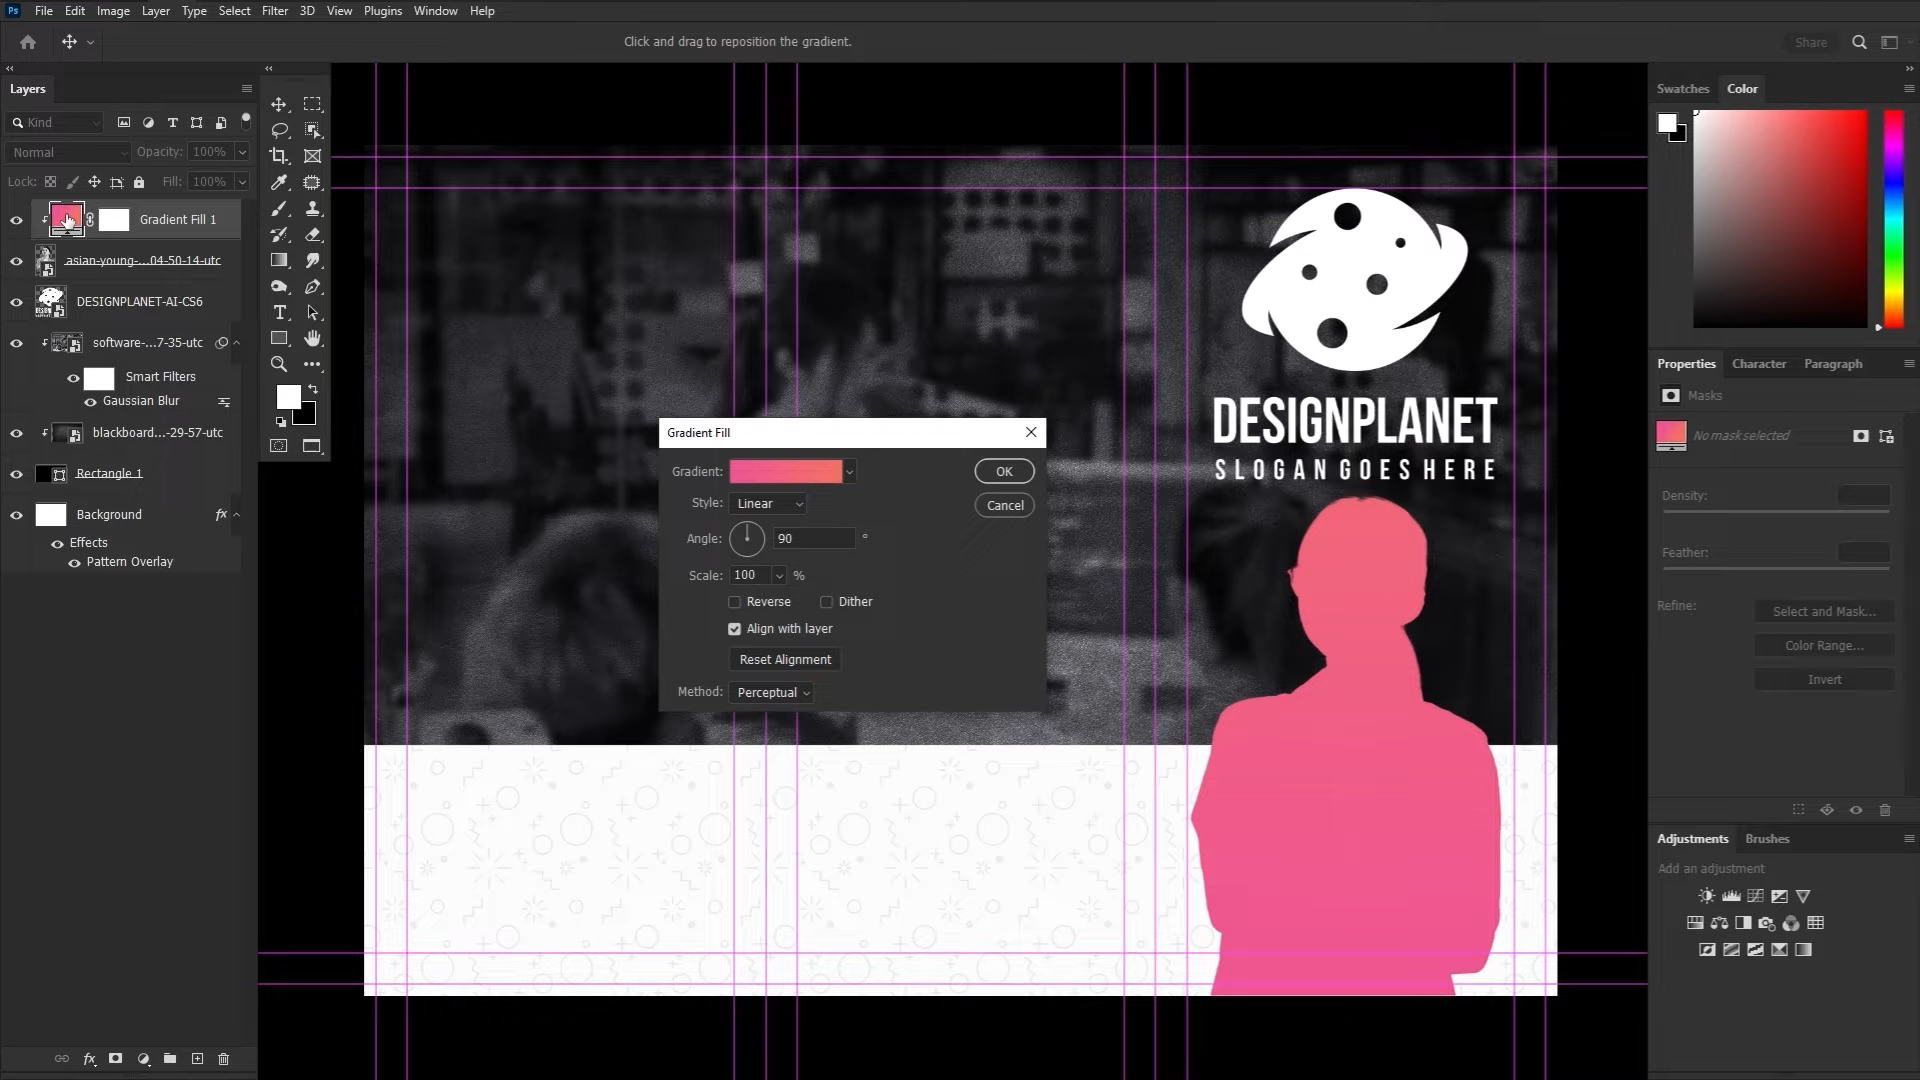 Ps File Edit Image Layer Type Select Filter 3D View Plugins Window Help
Click and drag to reposition the gradient.
Share
Layers
Kind
Normal Opacity: 100%
Lock: Fill: 100%
Gradient Fill 1
asian-young-...04-50-14-utc
DESIGNPLANET-AI-CS6
software-...7-35-utc
Smart Filters
Gaussian Blur
blackboard...-29-57-utc
Rectangle 1
Background fx
Effects
Pattern Overlay
fx
DESIGNPLANET
SLOGAN GOES HERE
Gradient Fill
Gradient: OK
Style: Linear Cancel
Angle: 90 °
Scale: 100 %
Reverse Dither
Align with layer
Reset Alignment
Method: Perceptual
Swatches Color
Properties Character Paragraph
Masks
No mask selected
Density:
Feather:
Refine: Select and Mask...
Color Range...
Invert
Adjustments Brushes
Add an adjustment